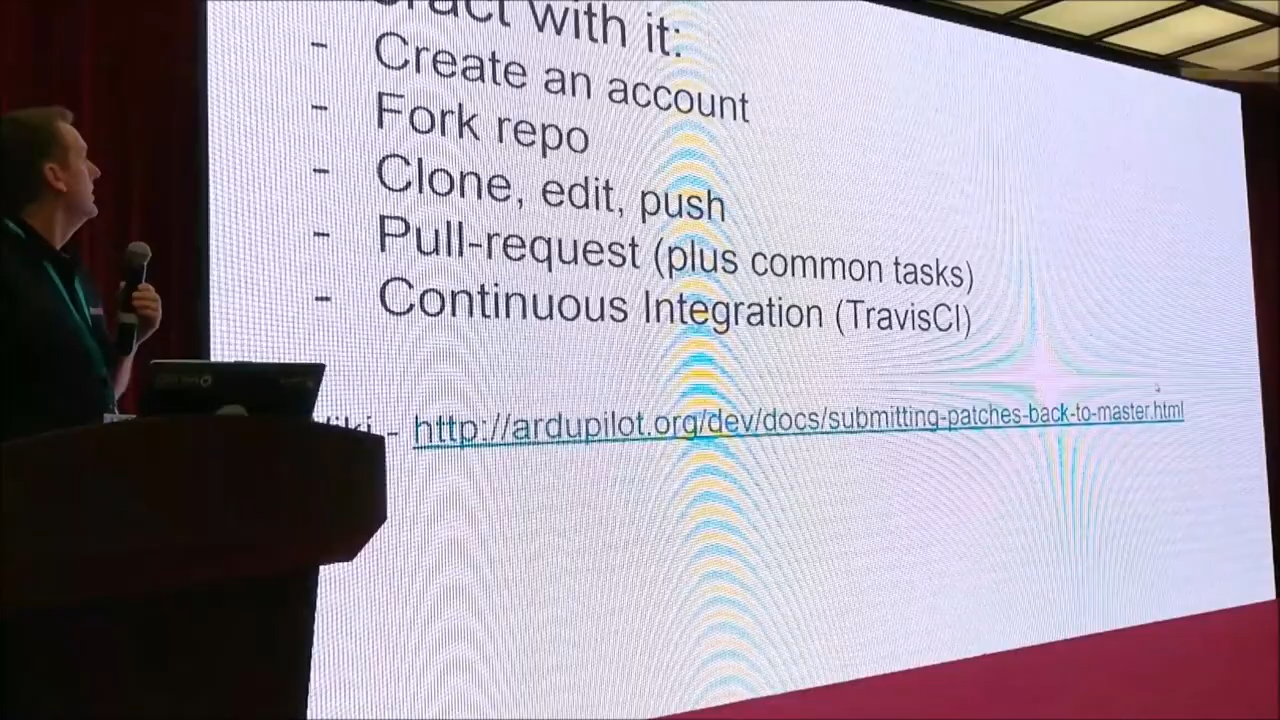 with it:
- Create an account
- Fork repo
- Clone, edit, push
- Pull-request (plus common tasks)
- Continuous Integration (TravisCI)
- http://ardupilot.org/dev/docs/submitting-patches-back-to-master.html